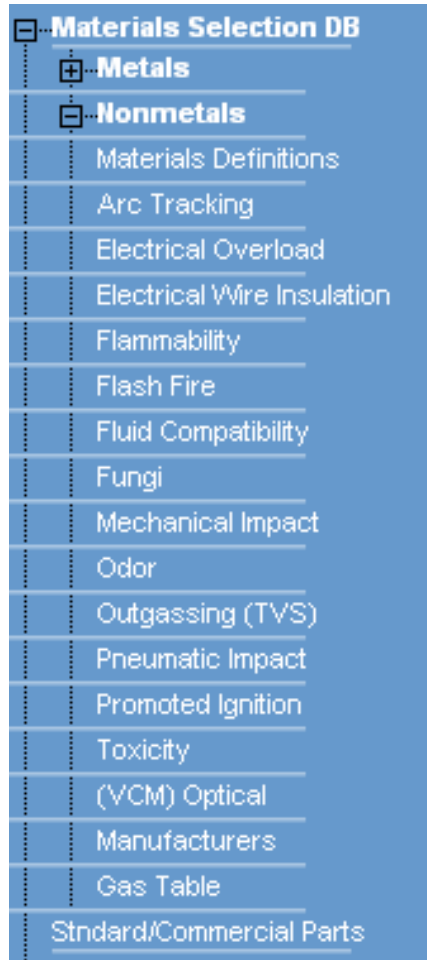 Materials Selection DB
Metals
Nonmetals
Materials Definitions
Arc Tracking
Electrical Overload
Electrical Wire Insulation
Flammability
Flash Fire
Fluid Compatibility
Fungi
Mechanical Impact
Odor
Outgassing (TVS)
Pneumatic Impact
Promoted Ignition
Toxicity
(VCM) Optical
Manufacturers
Gas Table
Stndard/Commercial Parts